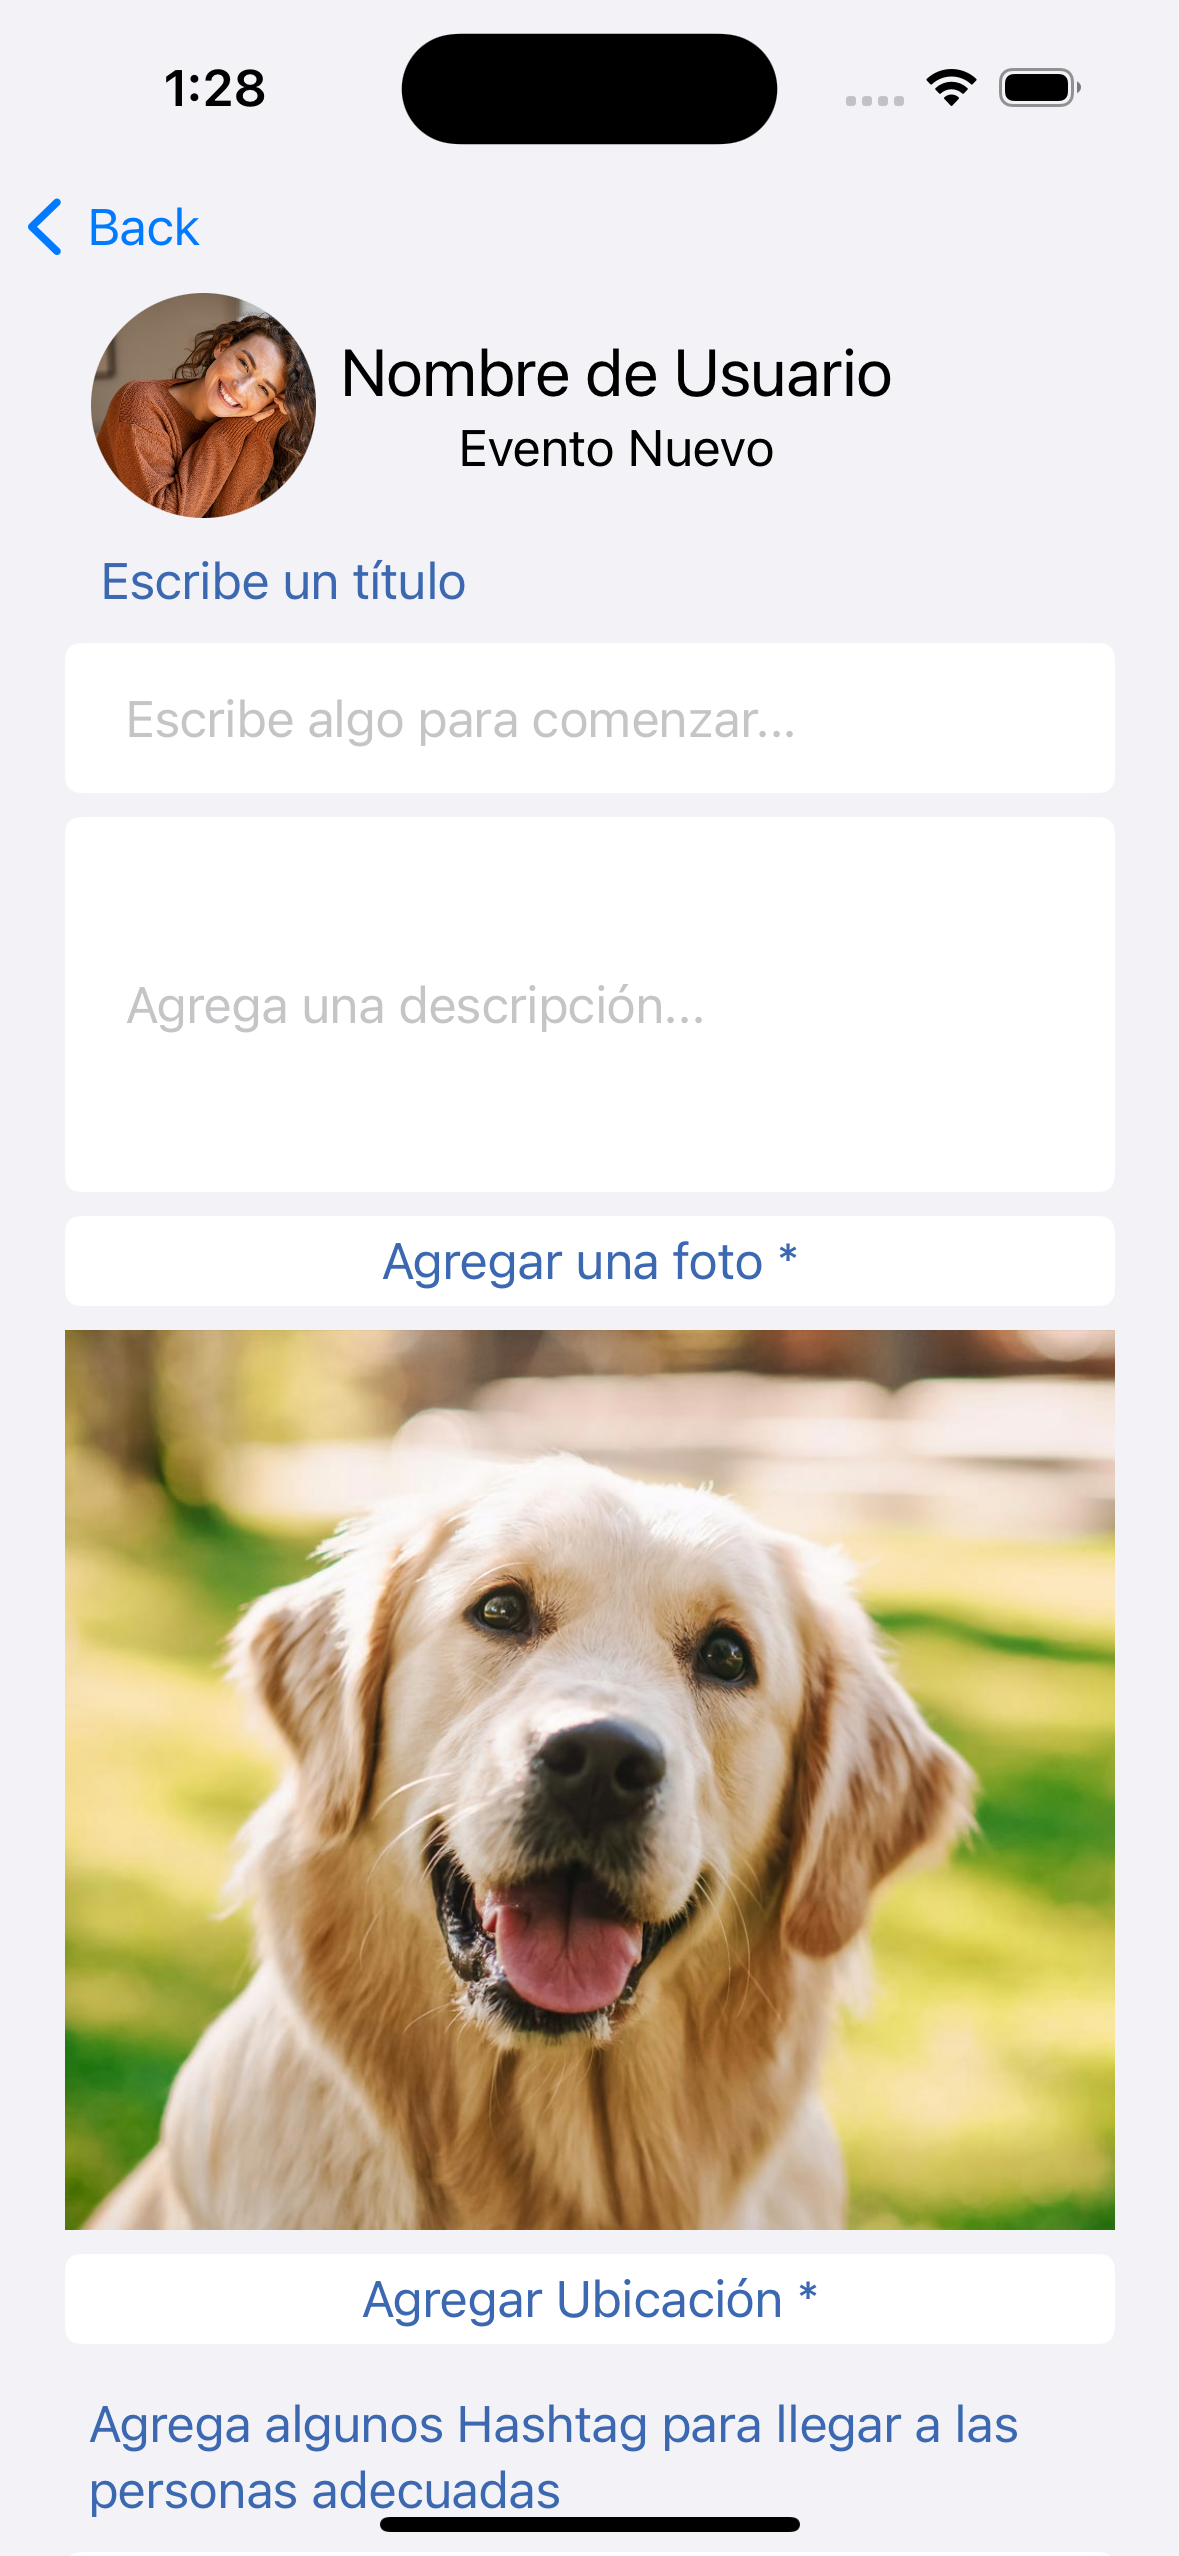 1:28
Back
Nombre de Usuario
Evento Nuevo
Escribe un título
Escribe algo para comenzar...
Agrega una descripción...
Agregar una foto *
Agregar Ubicación *
Agrega algunos Hashtag para llegar a las
personas adecuadas